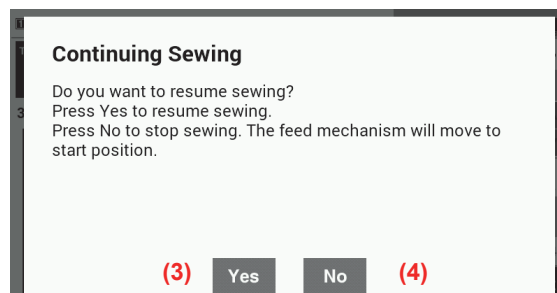 Continuing Sewing
Do you want to resume sewing?
Press Yes to resume sewing.
Press No to stop sewing. The feed mechanism will move to
start position.
(3) Yes No (4)